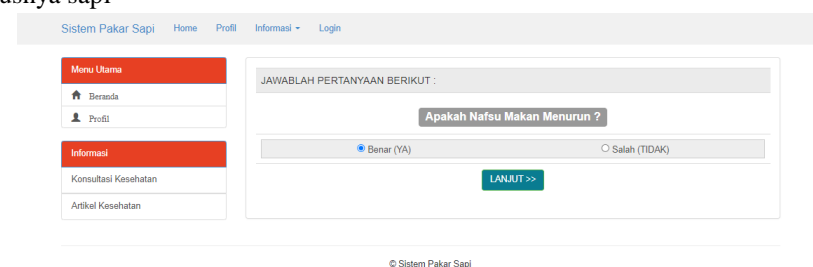 sapi
Sistem Pakar Sapi Home Profil Informasi Login
Menu Utama
Beranda
Profil
Informasi
Konsultasi Kesehatan
Artikel Kesehatan
JAWABLAH PERTANYAAN BERIKUT :
Apakah Nafsu Makan Menurun ?
Benar (YA) Salah (TIDAK)
LANJUT >>
© Sistem Pakar Sapi